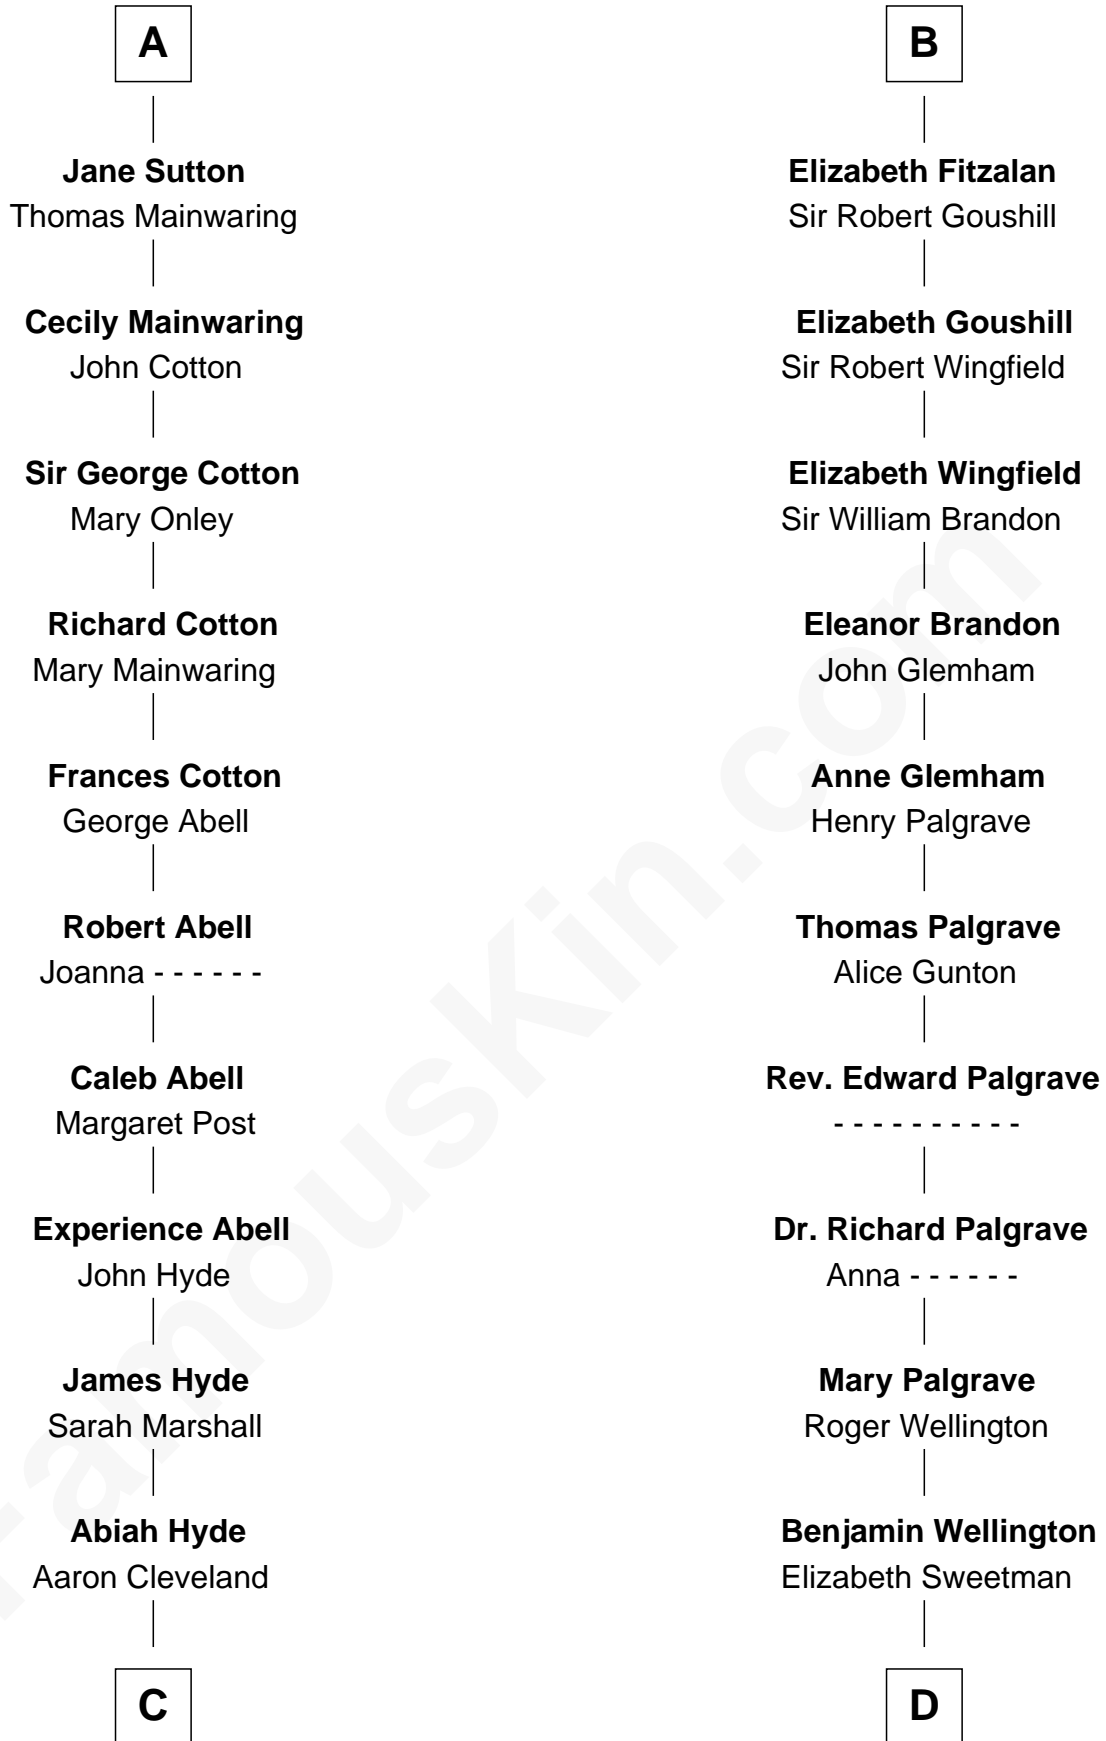 A
Jane Sutton
Thomas Mainwaring
Cecily Mainwaring
John Cotton
Sir George Cotton
Mary Onley
Richard Cotton
Mary Mainwaring
Frances Cotton
George Abell
Robert Abell
Joanna - - - - - -
Caleb Abell
Margaret Post
Experience Abell
John Hyde
James Hyde
Sarah Marshall
Abiah Hyde
Aaron Cleveland
C
B
Elizabeth Fitzalan
Sir Robert Goushill
Elizabeth Goushill
Sir Robert Wingfield
Elizabeth Wingfield
Sir William Brandon
Eleanor Brandon
John Glemham
Anne Glemham
Henry Palgrave
Thomas Palgrave
Alice Gunton
Rev. Edward Palgrave
- - - - - - - - - -
Dr. Richard Palgrave
Anna - - - - - -
Mary Palgrave
Roger Wellington
Benjamin Wellington
Elizabeth Sweetman
D
FamousKin.com